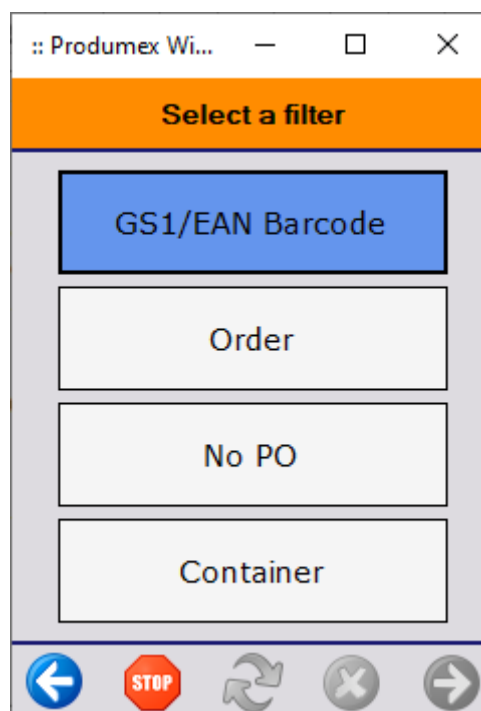 :: Produmex Wi...
Select a filter
GS1/EAN Barcode
Order
No PO
Container
STOP